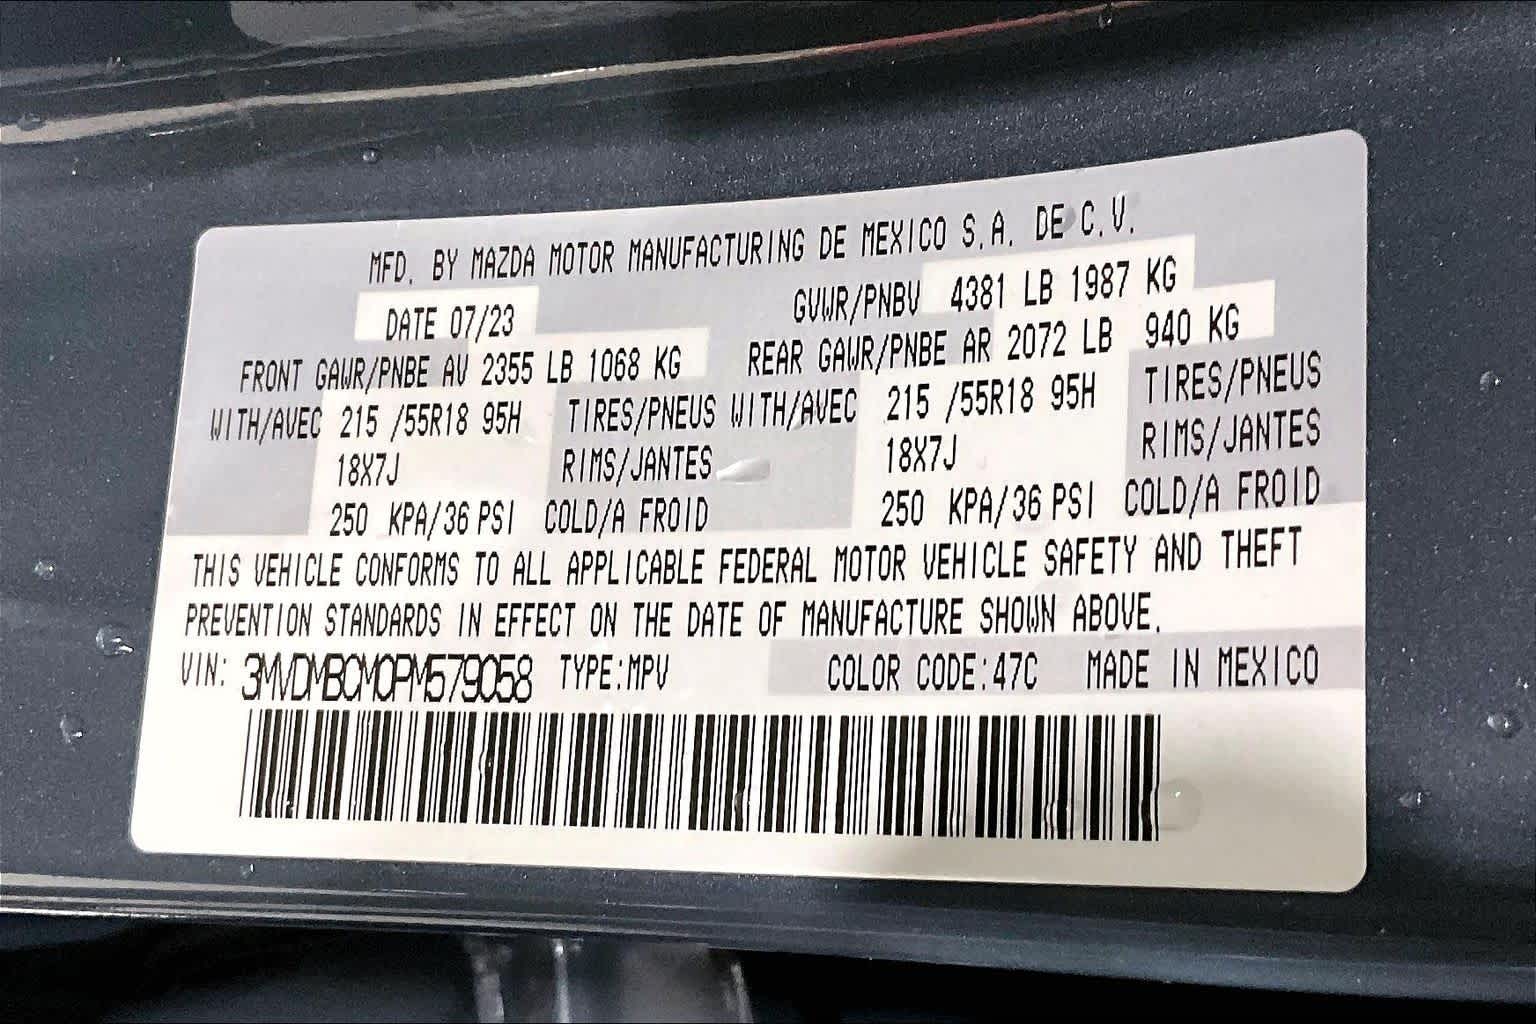 MFD. BY MAZDA MOTOR MANUFACTURING DE MEXICO S.A. DE C.V.
DATE 07/23 GVWR/PNBV 4381 LB 1987 KG
FRONT GAWR/PNBE AV 2355 LB 1068 KG REAR GAWR/PNBE AR 2072 LB 940 KG
WITH/AVEC 215 /55R18 95H TIRES/PNEUS WITH/AVEC 215 /55R18 95H TIRES/PNEUS
18X7J RIMS/JANTES 18X7J RIMS/JANTES
250 KPA/36 PSI COLD/A FROID 250 KPA/36 PSI COLD/A FROID
THIS VEHICLE CONFORMS TO ALL APPLICABLE FEDERAL MOTOR VEHICLE SAFETY AND THEFT
PREVENTION STANDARDS IN EFFECT ON THE DATE OF MANUFACTURE SHOWN ABOVE.
VIN: 3MVDMBCM0PM579058 TYPE:MPV COLOR CODE:47C MADE IN MEXICO